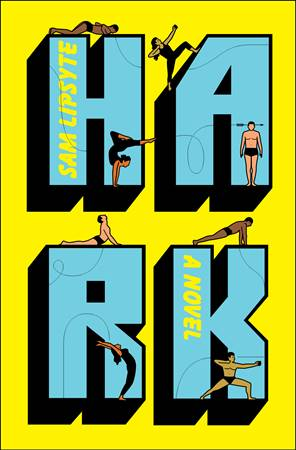 HA
RK
SAM LIPSYTE
A NOVEL